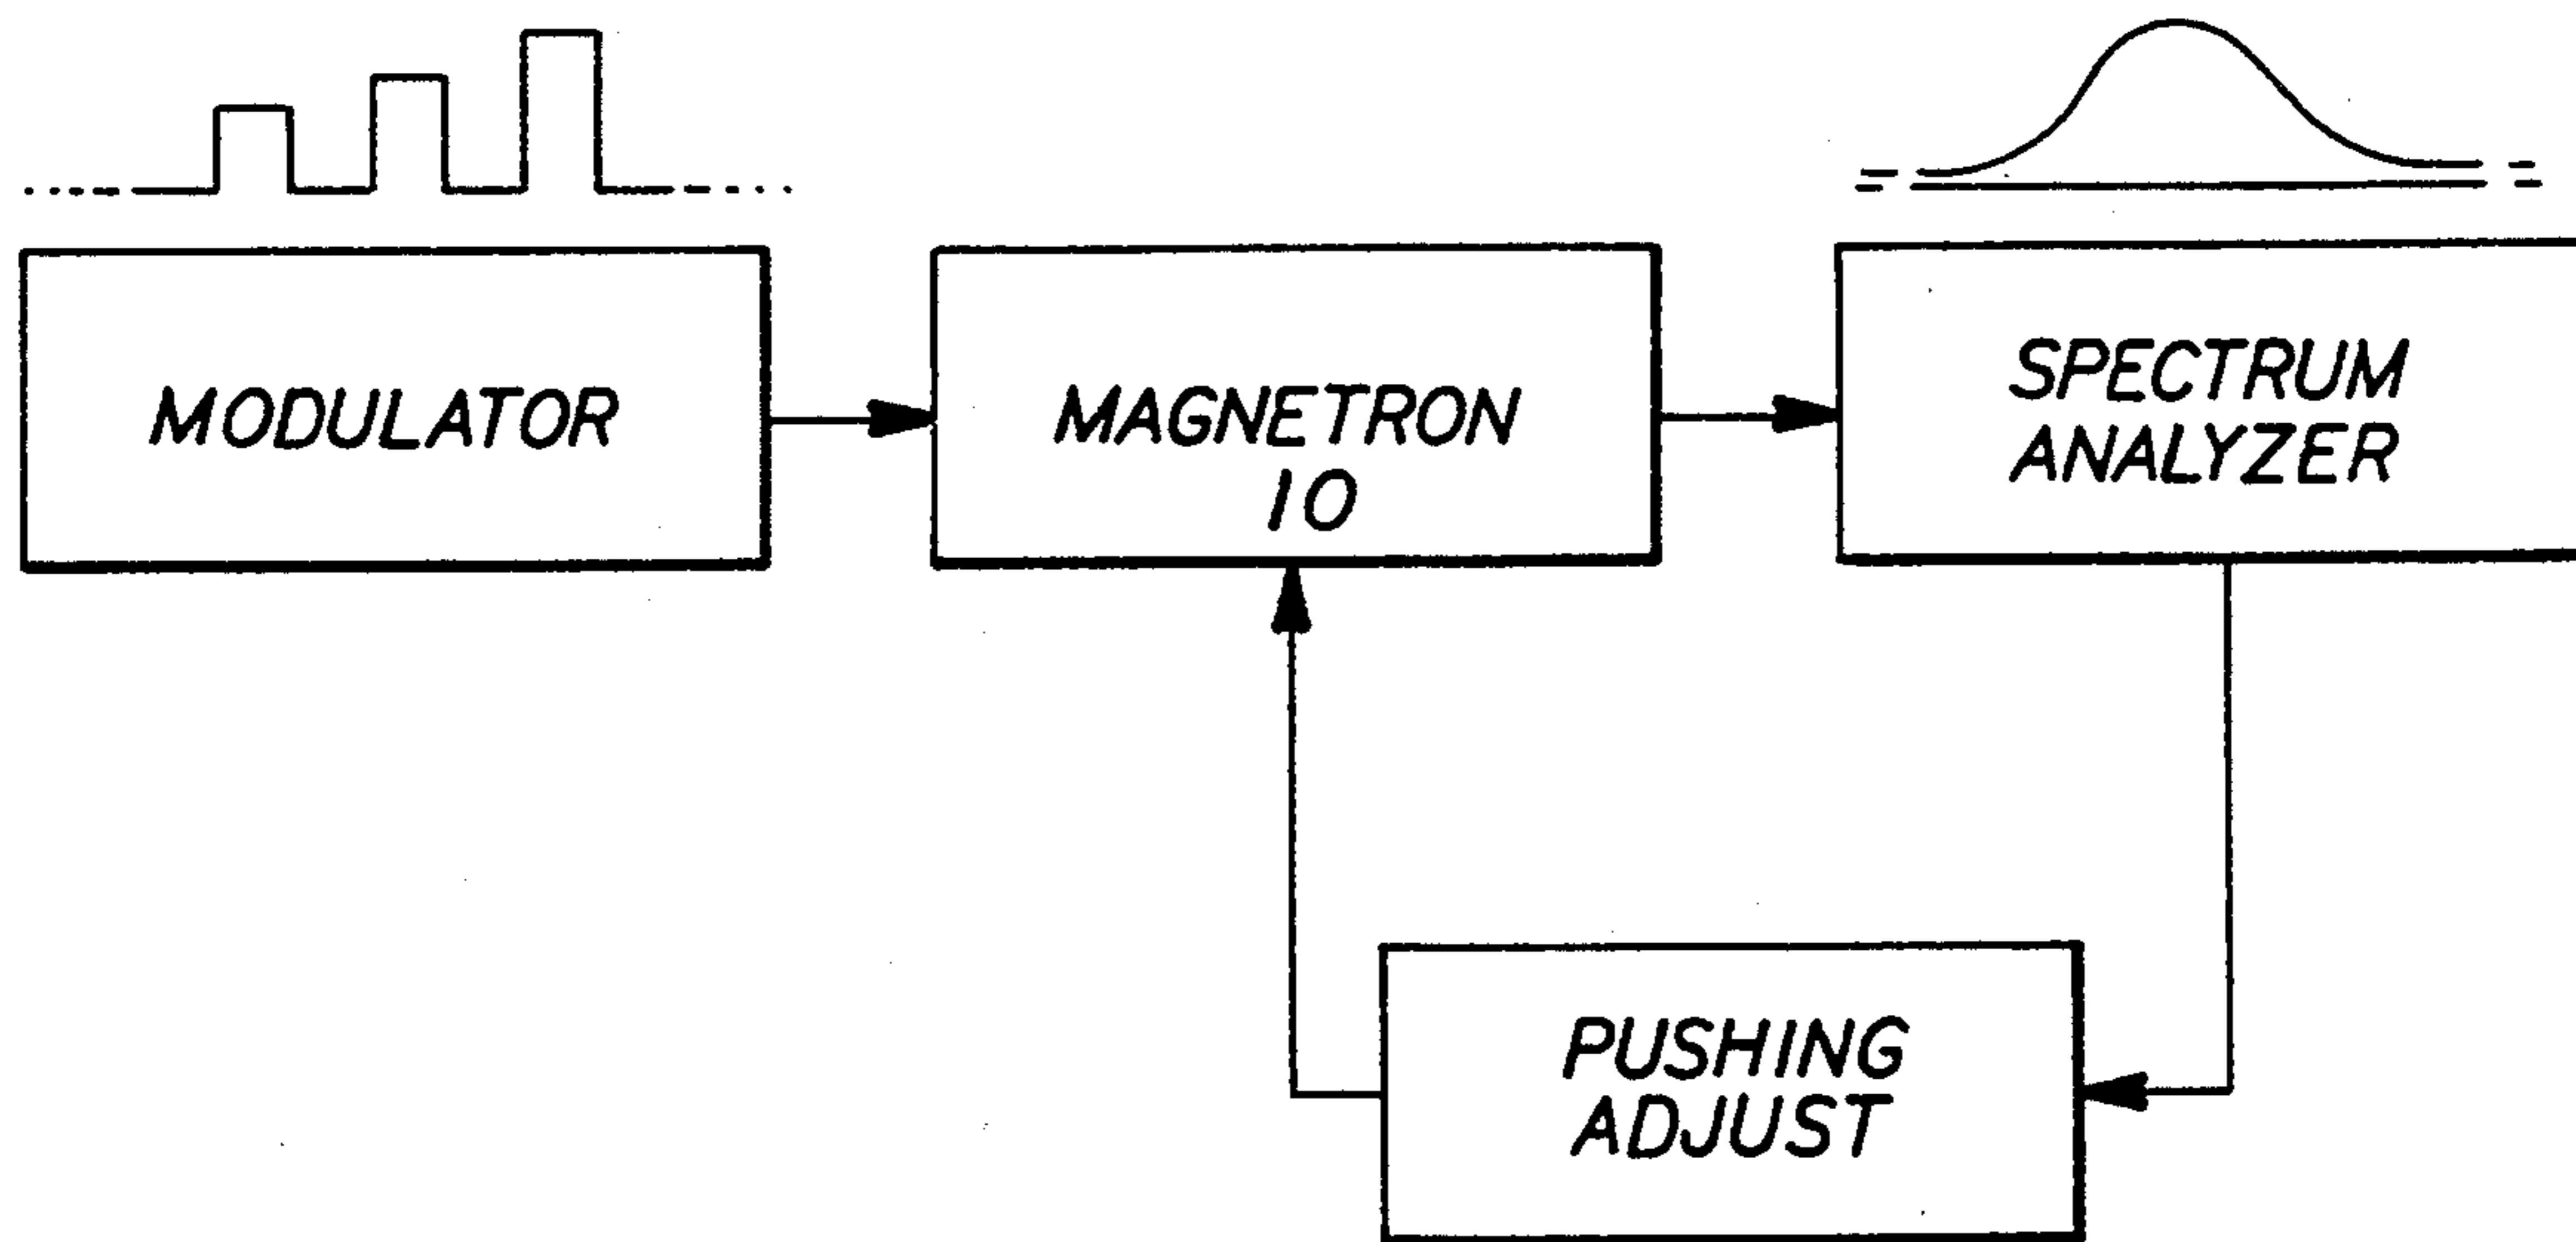 MODULATOR
MAGNETRON
10
SPECTRUM
ANALYZER
PUSHING
ADJUST